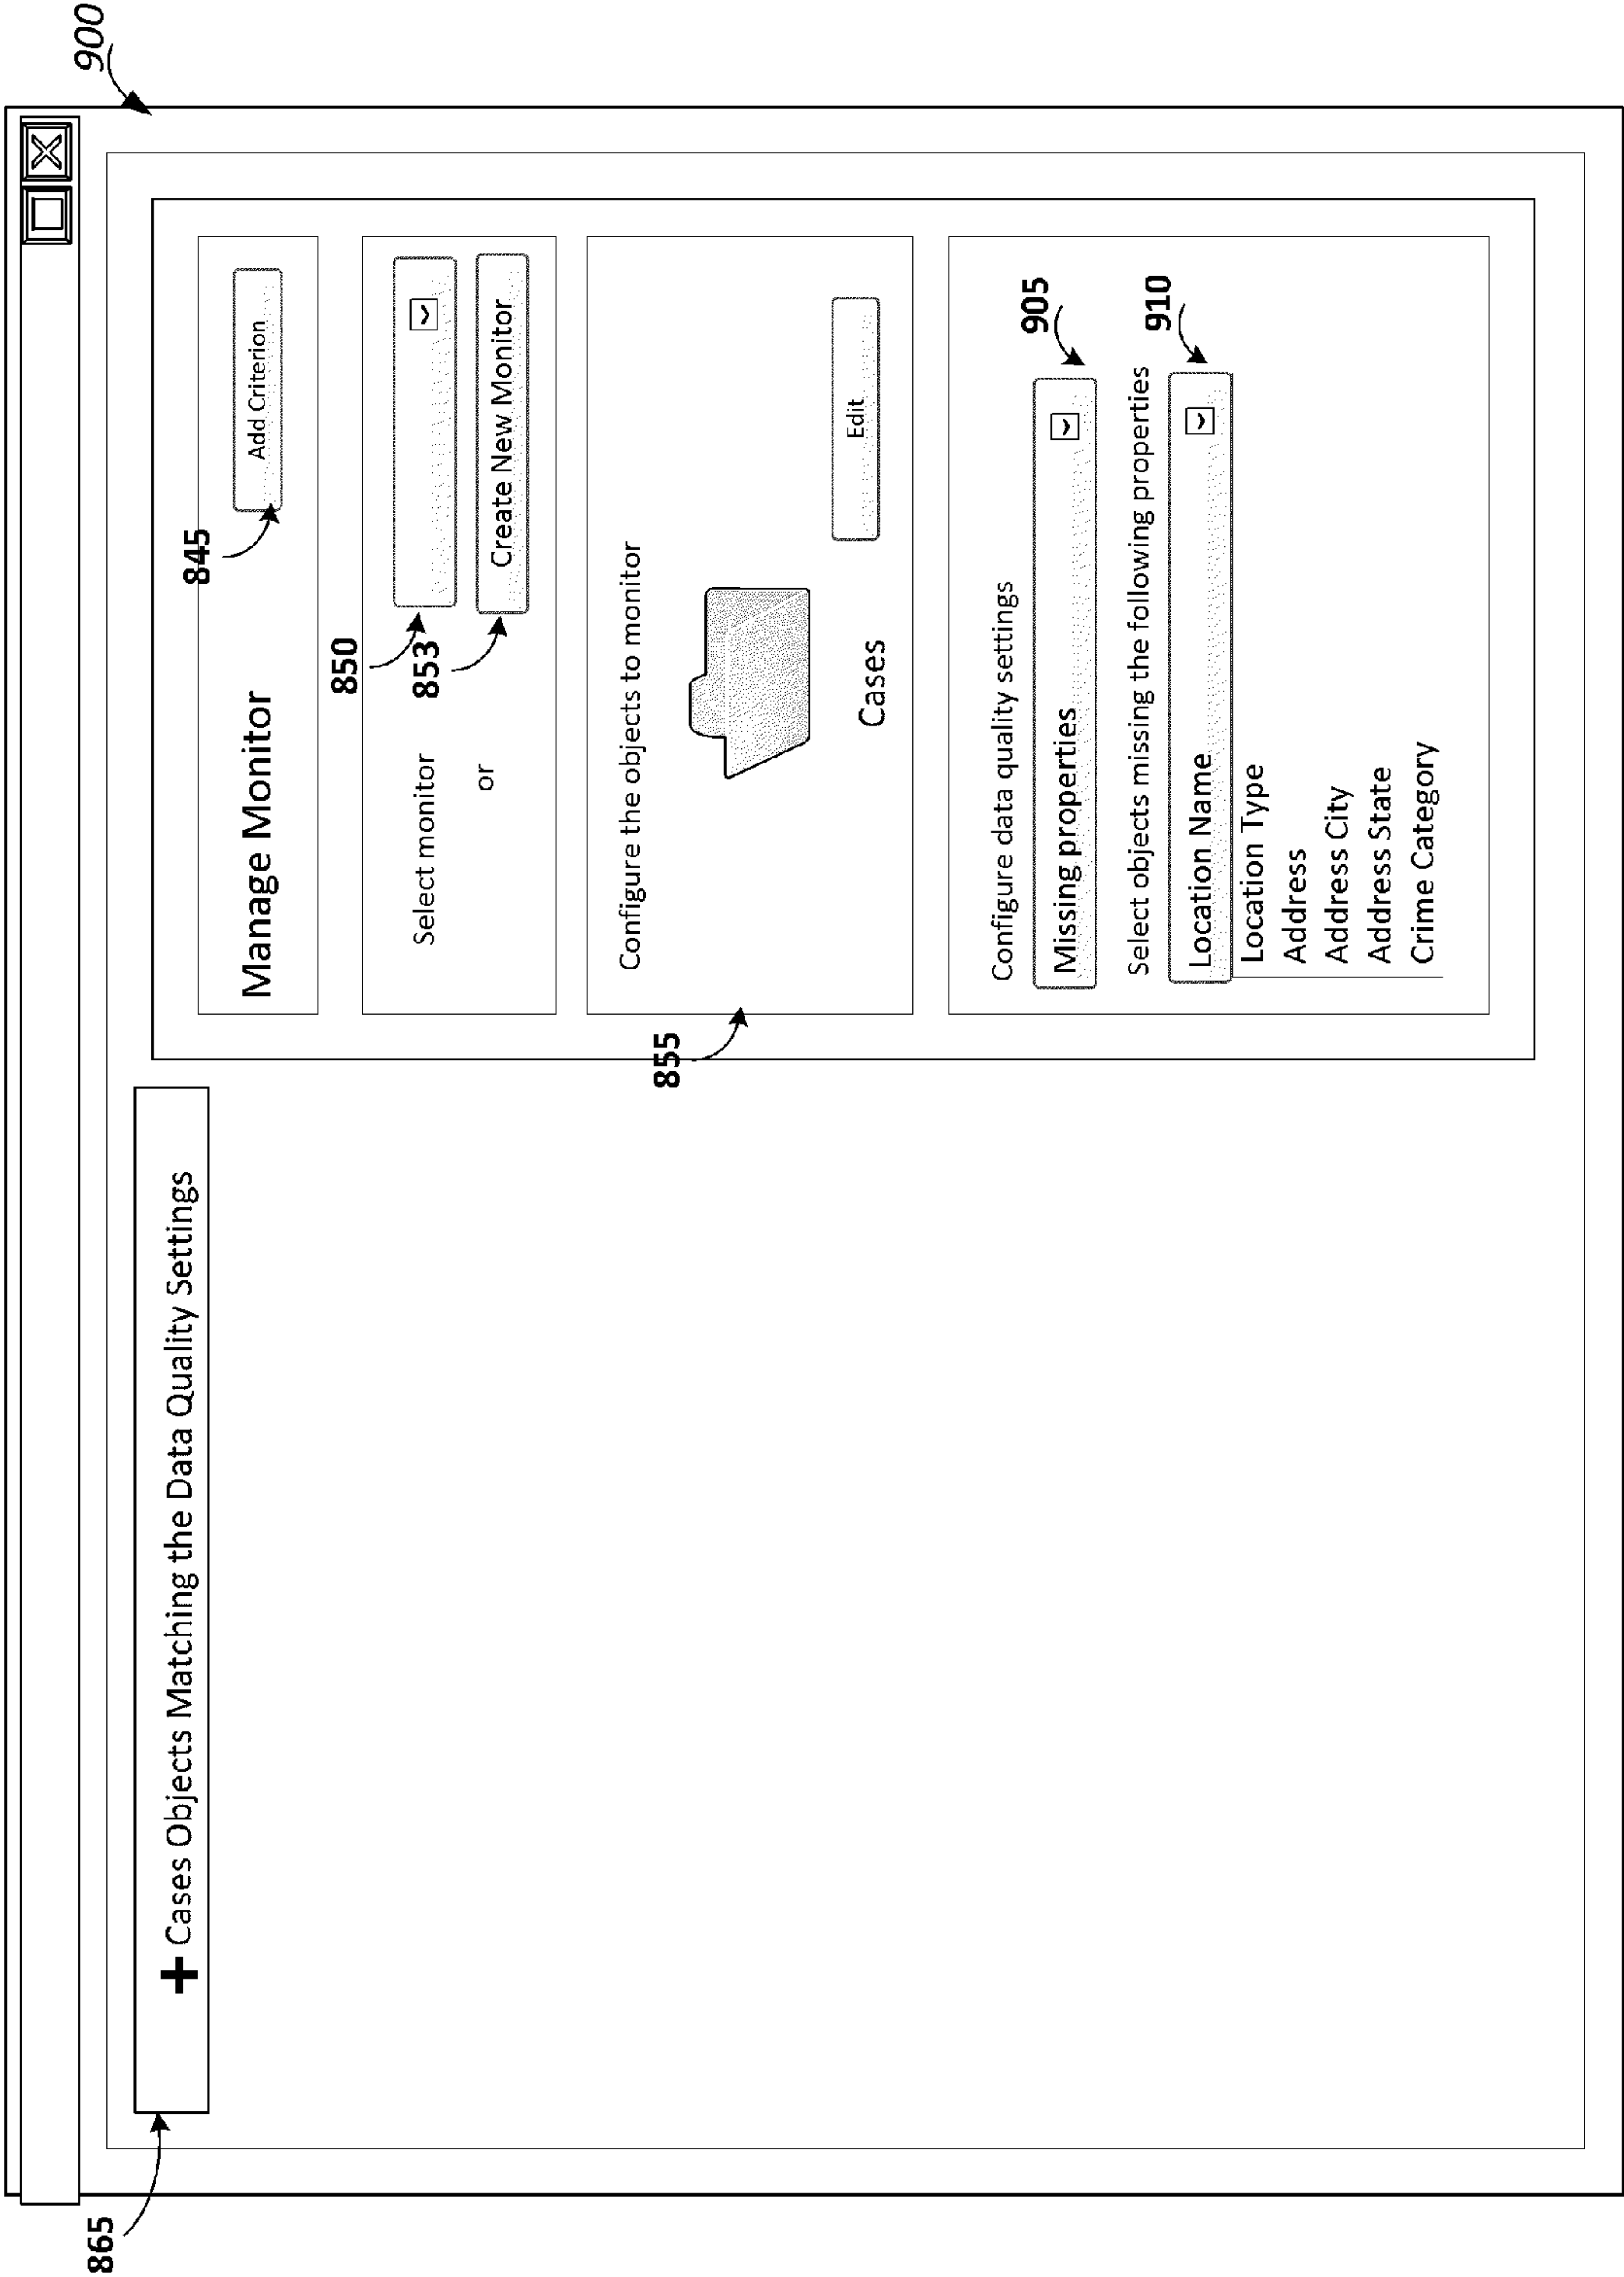 900
865
+ Cases Objects Matching the Data Quality Settings
Manage Monitor
845
Add Criterion
850
Select monitor
or
853
Create New Monitor
855
Configure the objects to monitor
Cases
Edit
Configure data quality settings
905
Missing properties
Select objects missing the following properties
910
Location Name
Location Type
Address
Address City
Address State
Crime Category